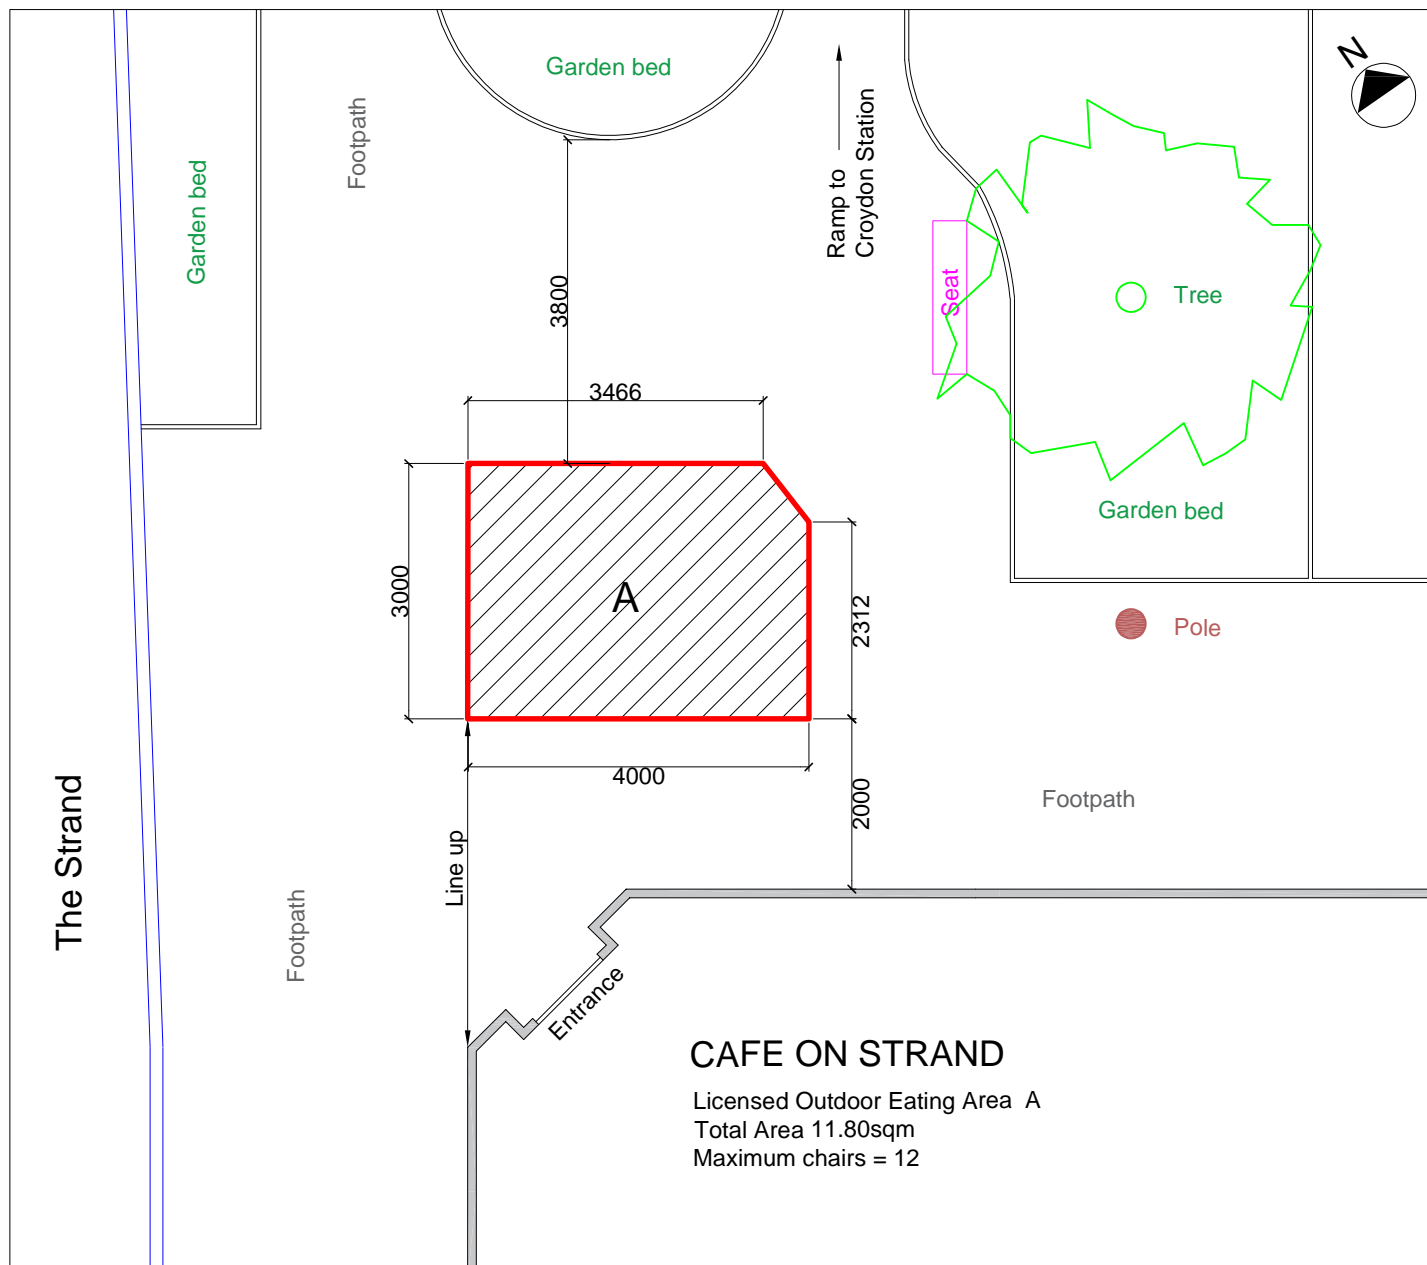 N
Garden bed
Footpath
Garden bed
Ramp to
Croydon Station
3800
Seat
Tree
3466
Garden bed
3000
A
2312
Pole
4000
2000
Footpath
The Strand
Line up
Footpath
Entrance
CAFE ON STRAND
Licensed Outdoor Eating Area A
Total Area 11.80sqm
Maximum chairs = 12